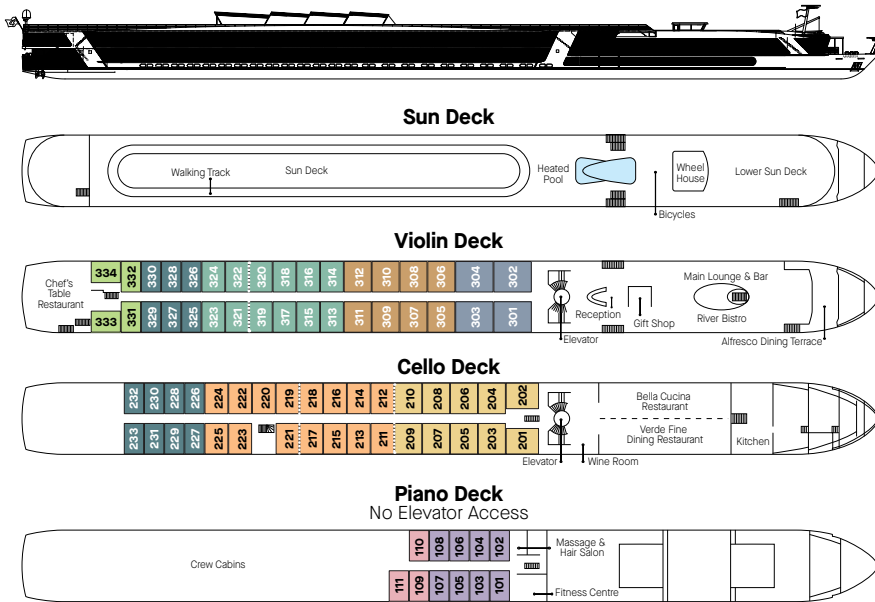 Sun Deck
Walking Track
Sun Deck
Heated
Pool
Wheel
House
Lower Sun Deck
Bicycles
Violin Deck
Chef's
Table
Restaurant
334 332 330 328 326 324 322 320 318 316 314 312 310 308 306 304 302
333 331 329 327 325 323 321 319 317 315 313 311 309 307 305 303 301
Elevator
Reception
Gift Shop
Main Lounge & Bar
River Bistro
Alfresco Dining Terrace
Cello Deck
232 230 228 226 224 222 220 219 218 216 214 212 210 208 206 204 202
233 231 229 227 225 223 221 217 215 213 211 209 207 205 203 201
Elevator
Wine Room
Bella Cucina
Restaurant
Verde Fine
Dining Restaurant
Kitchen
Piano Deck
No Elevator Access
Crew Cabins
110 108 106 104 102
111 109 107 105 103 101
Massage &
Hair Salon
Fitness Centre